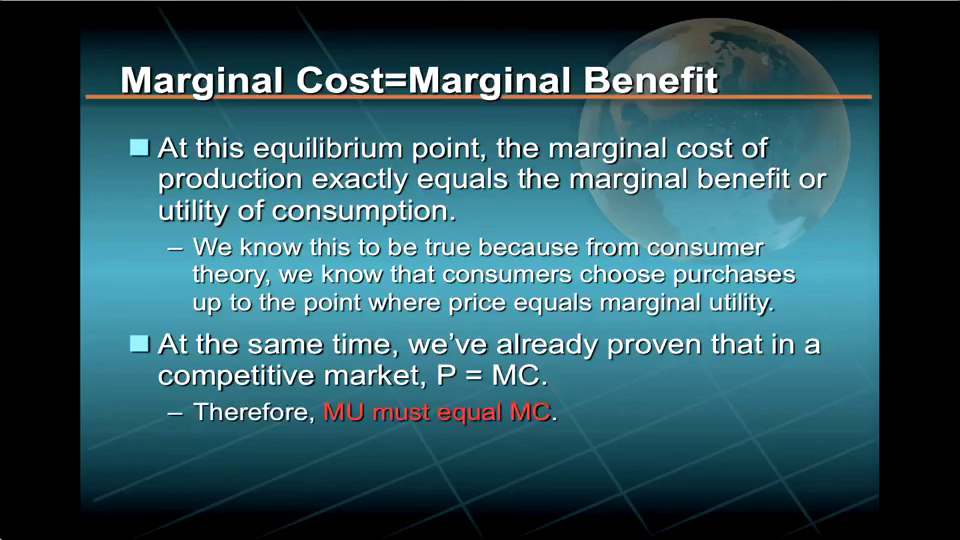 Marginal Cost=Marginal Benefit
At this equilibrium point, the marginal cost of
production exactly equals the marginal benefit or
utility of consumption.
– We know this to be true because from consumer
theory, we know that consumers choose purchases
up to the point where price equals marginal utility.
At the same time, we’ve already proven that in a
competitive market, P = MC.
– Therefore, MU must equal MC.